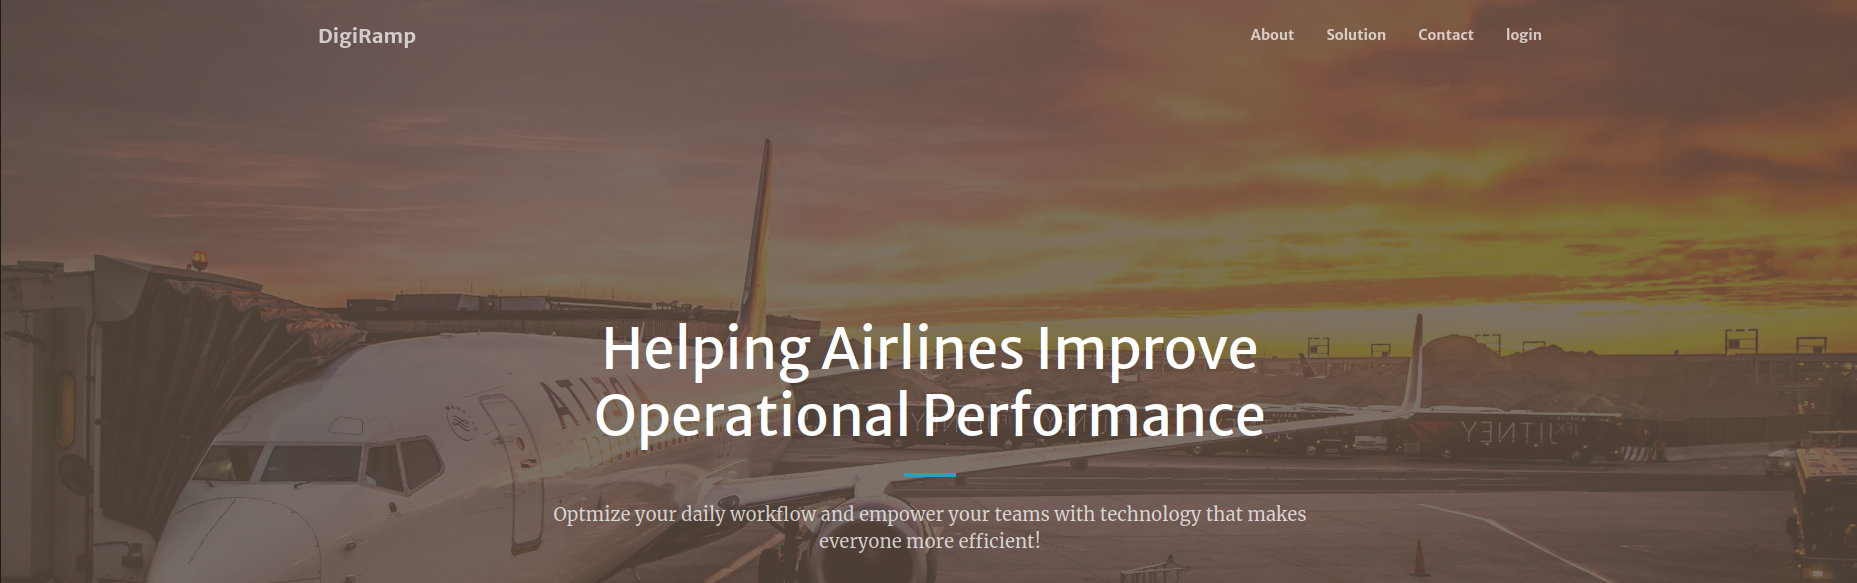 DigiRamp
About Solution Contact login
Helping Airlines Improve
Operational Performance
Optmize your daily workflow and empower your teams with technology that makes
everyone more efficient!